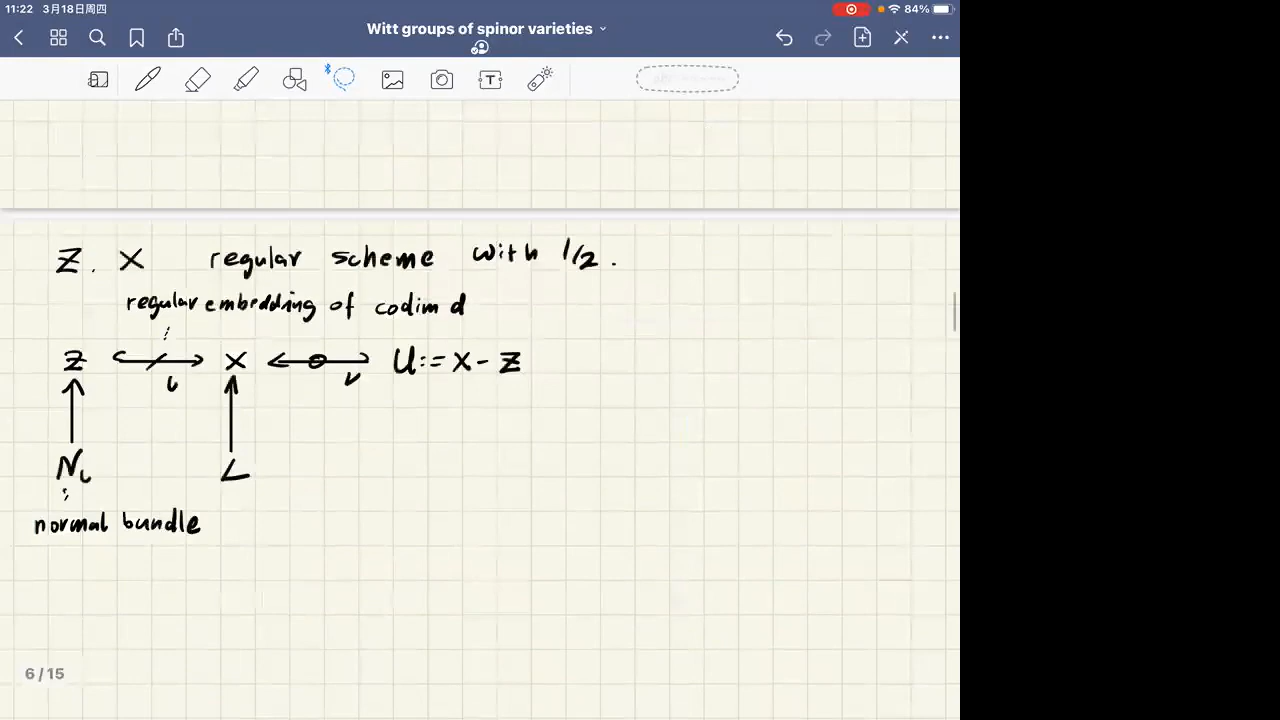 11:22 3月18日周四
84%
Witt groups of spinor varieties
T
Z. X regular scheme with 1/2.
regular embedding of codim d
Z ↪ X ↩ U := X - Z
ι υ
N_ι L
normal bundle
6 / 15